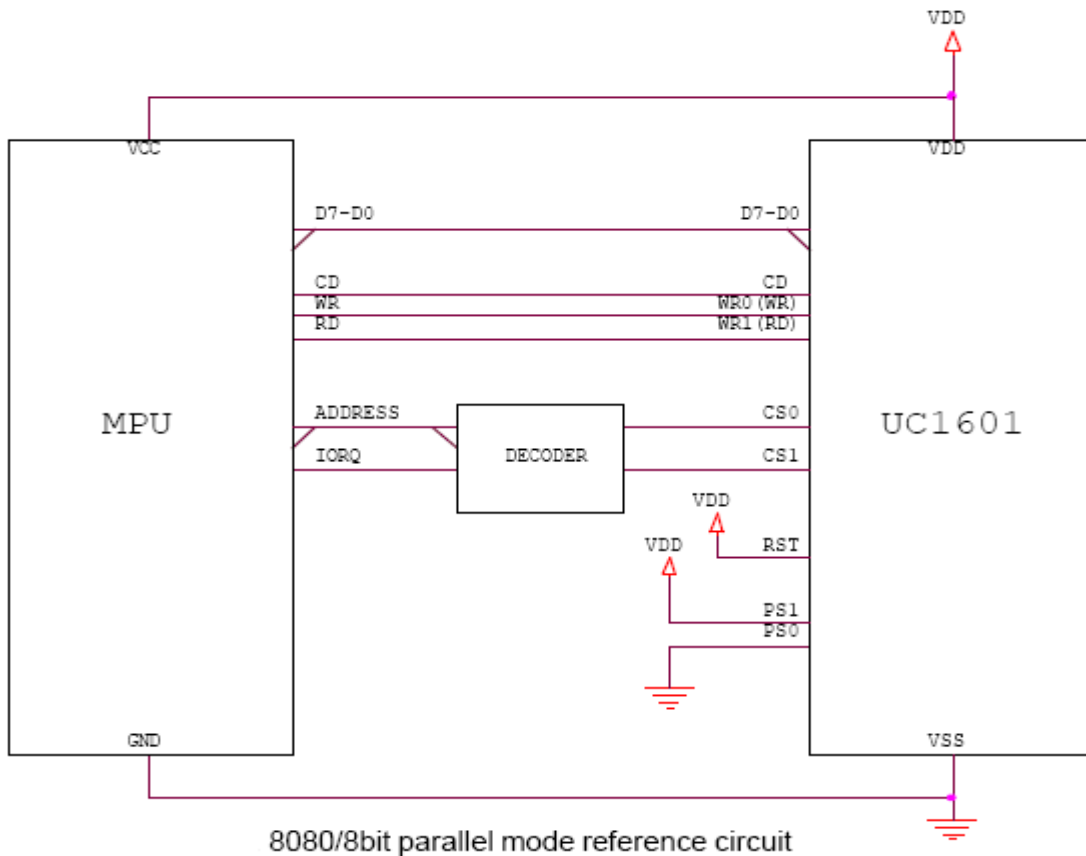 VDD
VCC
VDD
D7-D0
D7-D0
CD
CD
WR
WR0(WR)
RD
WR1(RD)
MPU
ADDRESS
CS0
UC1601
IORQ
DECODER
CS1
VDD
RST
VDD
PS1
PS0
GND
VSS
8080/8bit parallel mode reference circuit